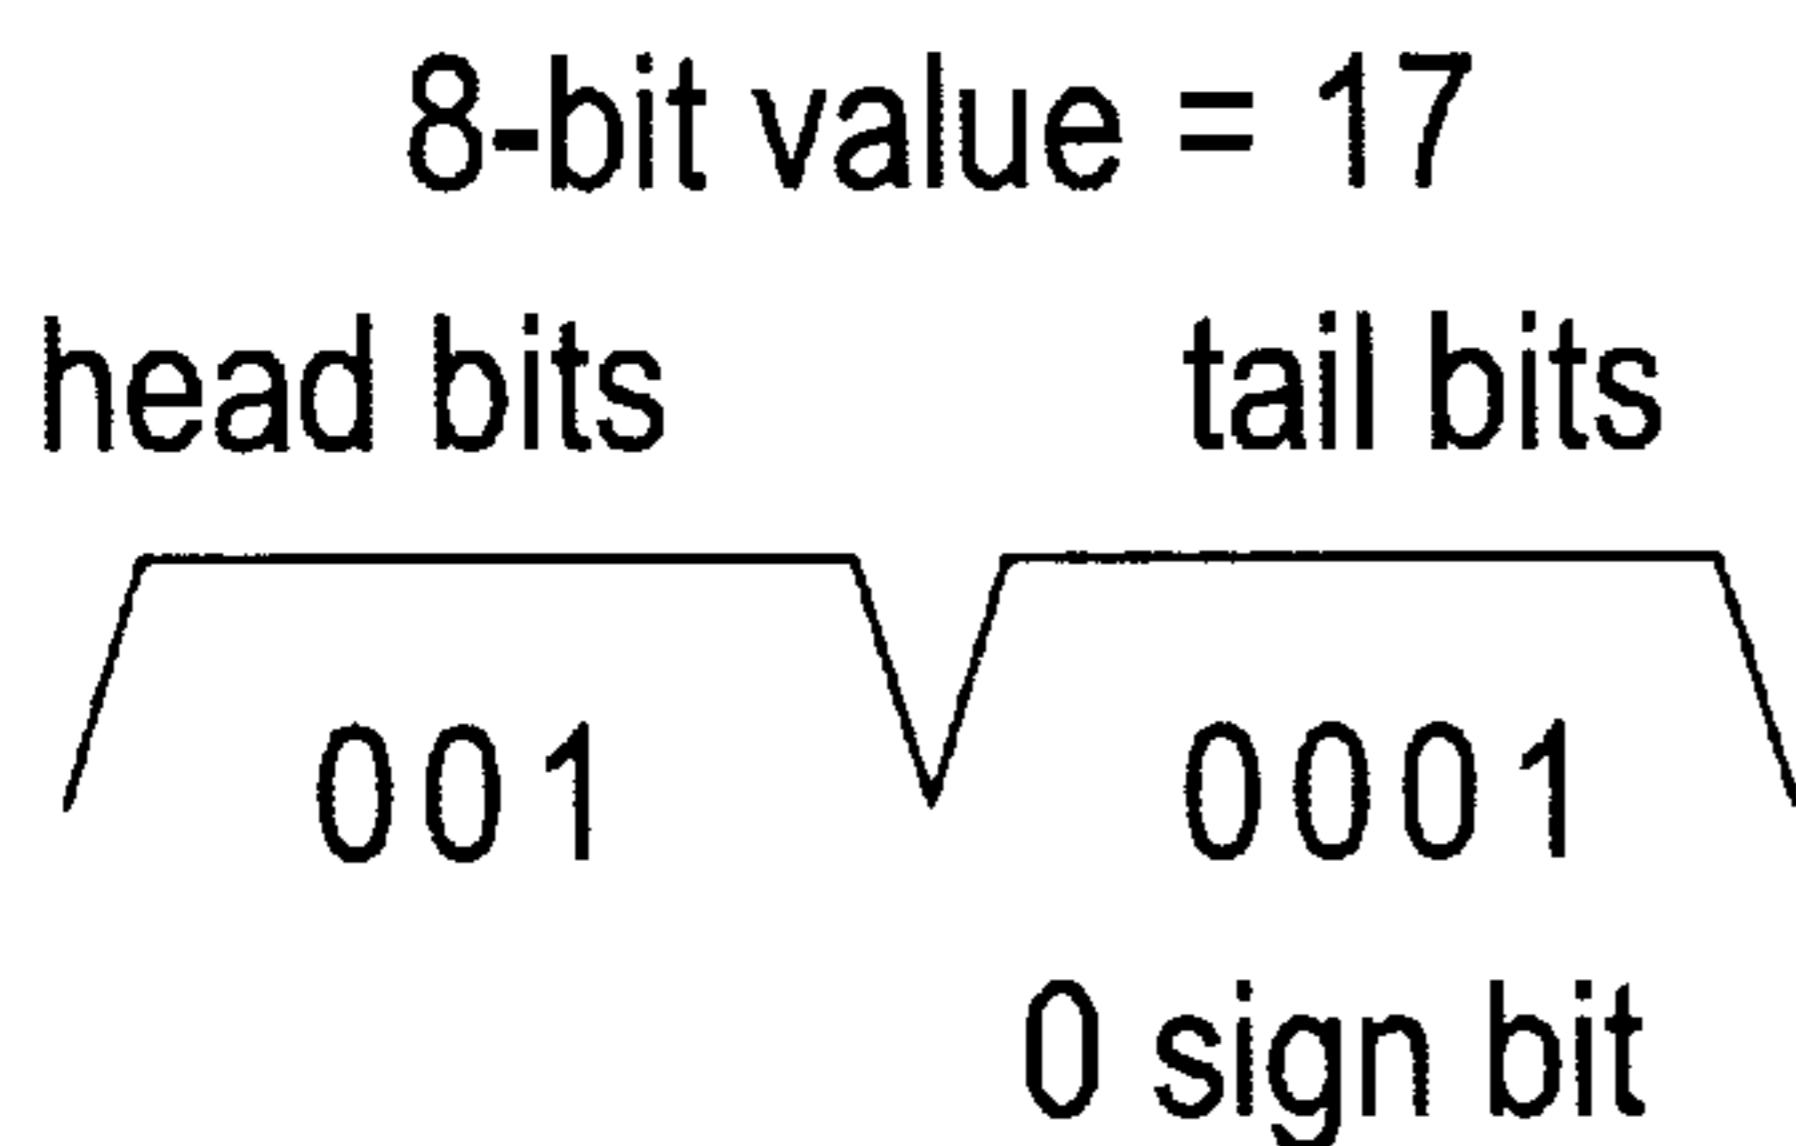 8-bit value = 17
head bits tail bits
001 0001
0 sign bit